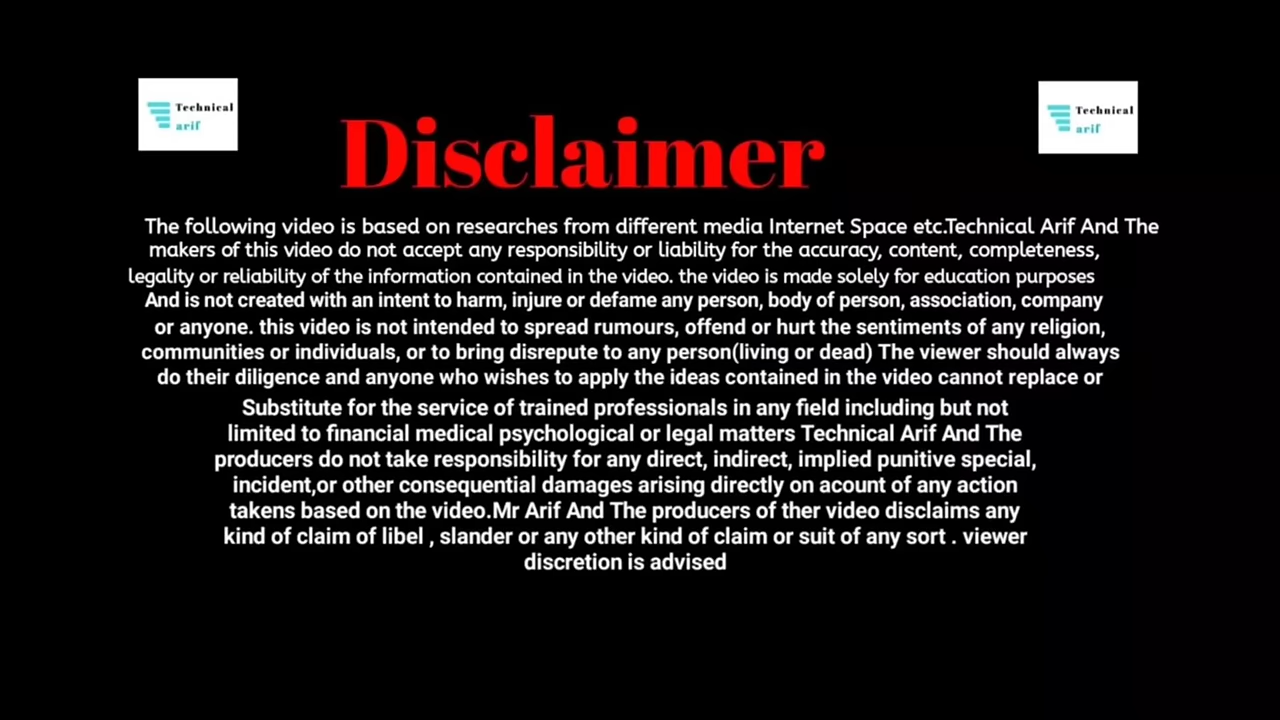 Technical
arif
Technical
arif
Disclaimer
The following video is based on researches from different media Internet Space etc.Technical Arif And The
makers of this video do not accept any responsibility or liability for the accuracy, content, completeness,
legality or reliability of the information contained in the video. the video is made solely for education purposes
And is not created with an intent to harm, injure or defame any person, body of person, association, company
or anyone. this video is not intended to spread rumours, offend or hurt the sentiments of any religion,
communities or individuals, or to bring disrepute to any person(living or dead) The viewer should always
do their diligence and anyone who wishes to apply the ideas contained in the video cannot replace or
Substitute for the service of trained professionals in any field including but not
limited to financial medical psychological or legal matters Technical Arif And The
producers do not take responsibility for any direct, indirect, implied punitive special,
incident,or other consequential damages arising directly on acount of any action
takens based on the video.Mr Arif And The producers of ther video disclaims any
kind of claim of libel , slander or any other kind of claim or suit of any sort . viewer
discretion is advised